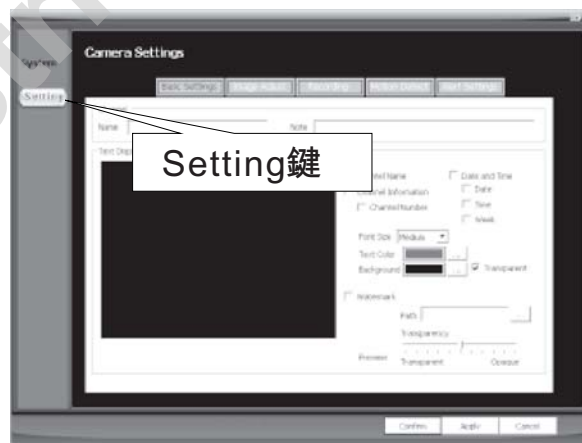 Camera Settings
System
Basic Settings Image Adjust Recording Motion Detect Alert Settings
Setting
Name Note
Setting鍵
Date and Time
Channel Information Date
Channel Number Time
Week
Font Size Medium
Text Color ...
Background ... Transparent
Watermark
Path ...
Transparency
Preview
Transparent Opaque
Confirm Apply Cancel